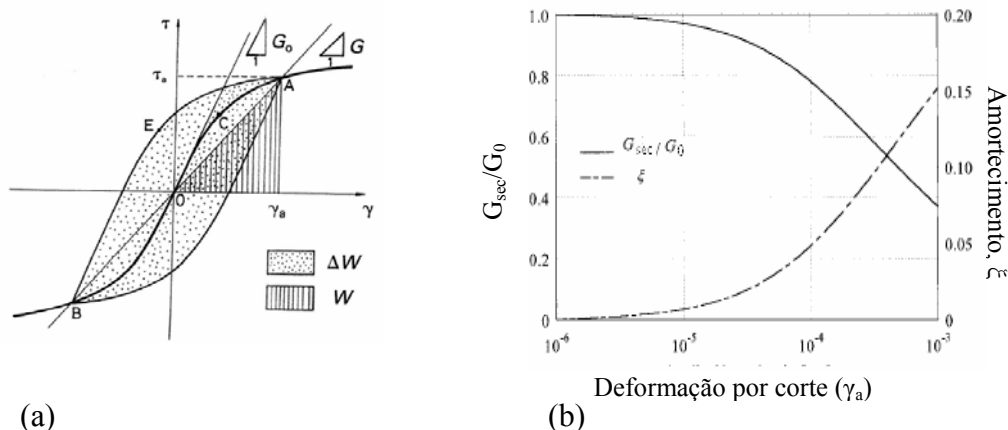 τ
G₀
1
G
1
τₐ
A
E
C
O
γₐ
γ
ΔW
W
B
(a)
1.0
0.8
0.6
0.4
0.2
0
G_sec/G₀
G_sec/G₀
ξ
0.20
0.15
0.10
0.05
0
Amortecimento, ξ
10⁻⁶
10⁻⁵
10⁻⁴
10⁻³
Deformação por corte (γₐ)
(b)